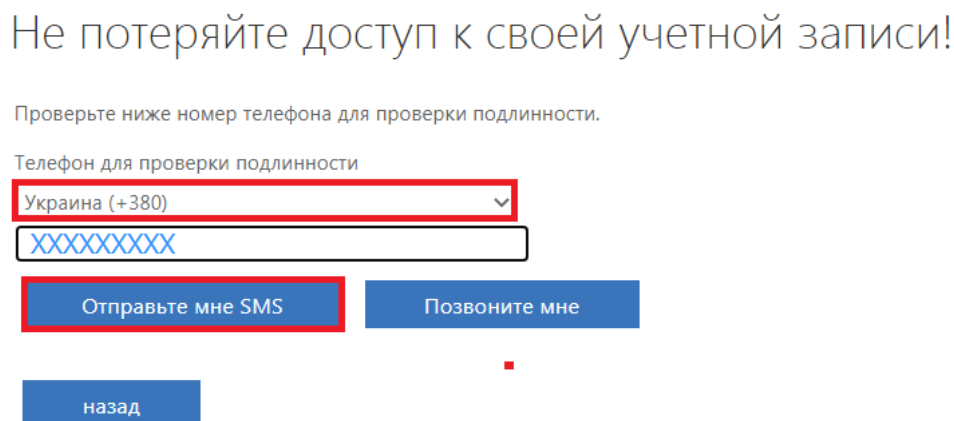 Не потеряйте доступ к своей учетной записи!
Проверьте ниже номер телефона для проверки подлинности.
Телефон для проверки подлинности
Украина (+380)
XXXXXXXXX
Отправьте мне SMS
Позвоните мне
назад